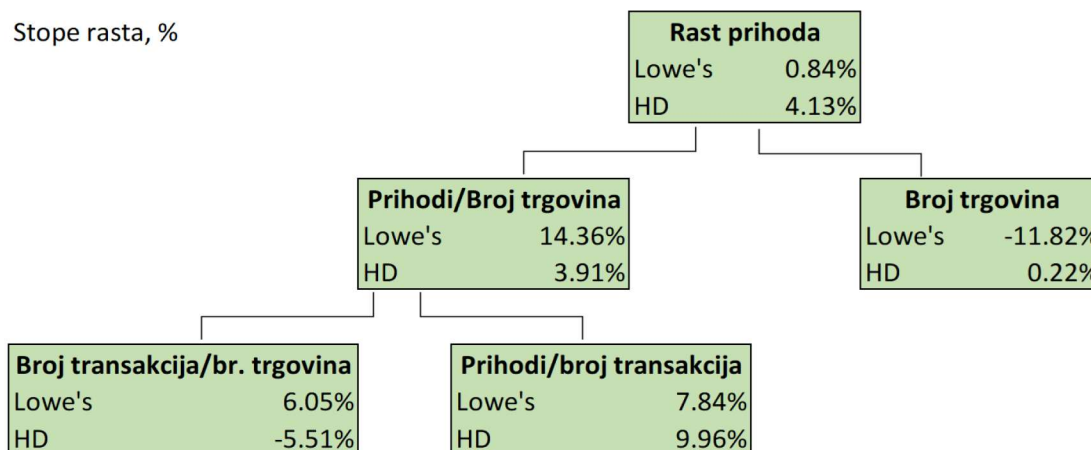 Stope rasta, %
Rast prihoda
Lowe's 0.84%
HD 4.13%
Prihodi/Broj trgovina
Lowe's 14.36%
HD 3.91%
Broj trgovina
Lowe's -11.82%
HD 0.22%
Broj transakcija/br. trgovina
Lowe's 6.05%
HD -5.51%
Prihodi/broj transakcija
Lowe's 7.84%
HD 9.96%